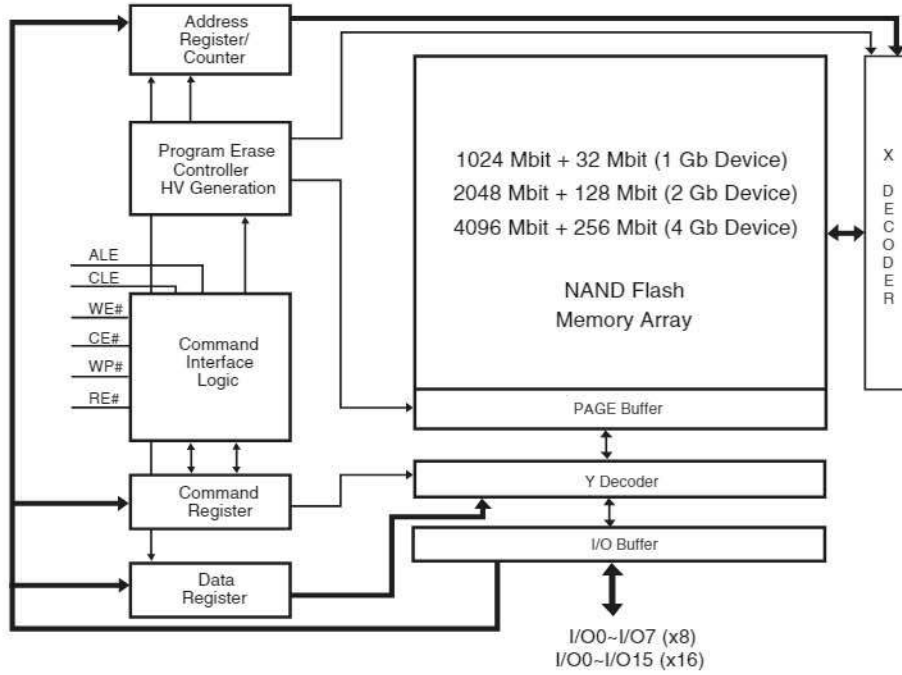 Address
Register/
Counter
Program Erase
Controller
HV Generation
ALE
CLE
WE#
CE#
WP#
RE#
Command
Interface
Logic
Command
Register
Data
Register
1024 Mbit + 32 Mbit (1 Gb Device)
2048 Mbit + 128 Mbit (2 Gb Device)
4096 Mbit + 256 Mbit (4 Gb Device)
NAND Flash
Memory Array
PAGE Buffer
Y Decoder
I/O Buffer
I/O0~I/O7 (x8)
I/O0~I/O15 (x16)
X
D
E
C
O
D
E
R